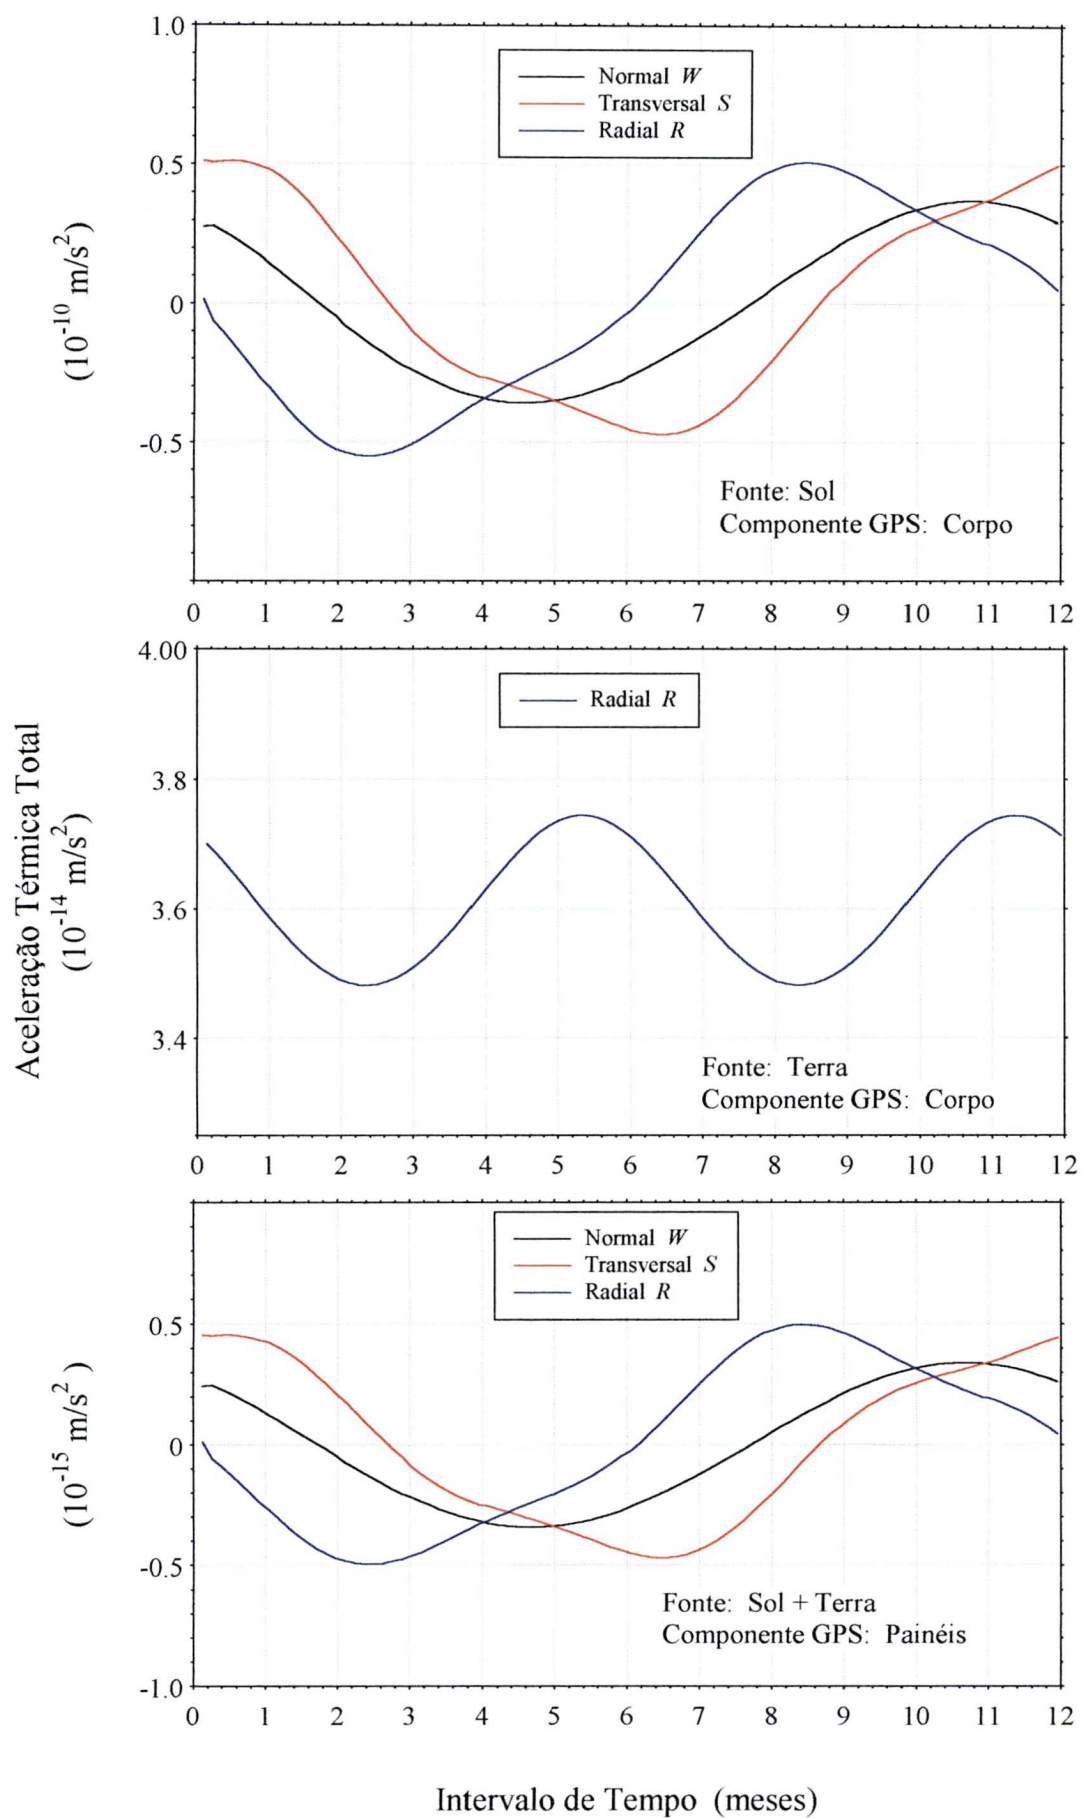 1.0
Normal W
Transversal S
Radial R
0.5
0
-0.5
(10⁻¹⁰ m/s²)
Fonte: Sol
Componente GPS: Corpo
0 1 2 3 4 5 6 7 8 9 10 11 12
4.00
Radial R
3.8
3.6
3.4
Aceleração Térmica Total
(10⁻¹⁴ m/s²)
Fonte: Terra
Componente GPS: Corpo
0 1 2 3 4 5 6 7 8 9 10 11 12
Normal W
Transversal S
Radial R
0.5
0
-0.5
-1.0
(10⁻¹⁵ m/s²)
Fonte: Sol + Terra
Componente GPS: Painéis
0 1 2 3 4 5 6 7 8 9 10 11 12
Intervalo de Tempo (meses)